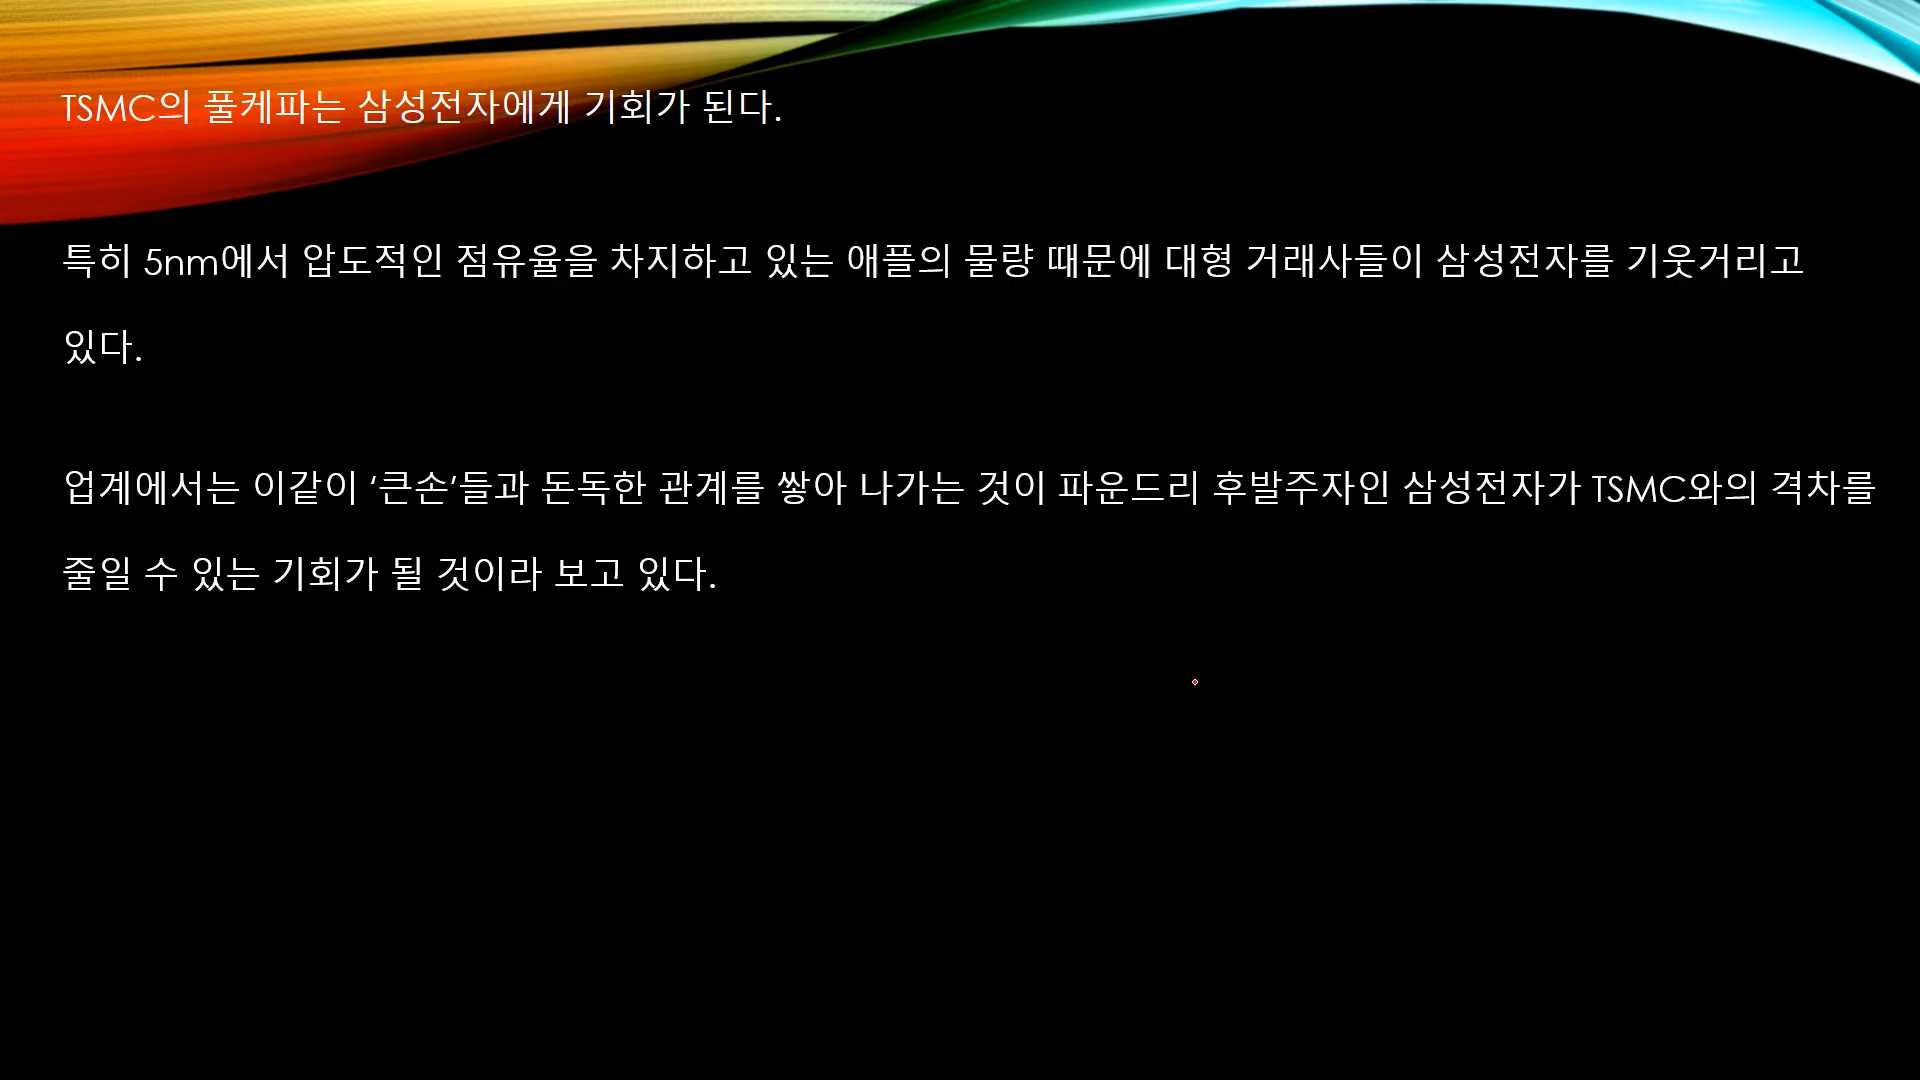 TSMC의 풀케파는 삼성전자에게 기회가 된다.
특히 5nm에서 압도적인 점유율을 차지하고 있는 애플의 물량 때문에 대형 거래사들이 삼성전자를 기웃거리고
있다.
업계에서는 이같이 ‘큰손’들과 돈독한 관계를 쌓아 나가는 것이 파운드리 후발주자인 삼성전자가 TSMC와의 격차를
줄일 수 있는 기회가 될 것이라 보고 있다.